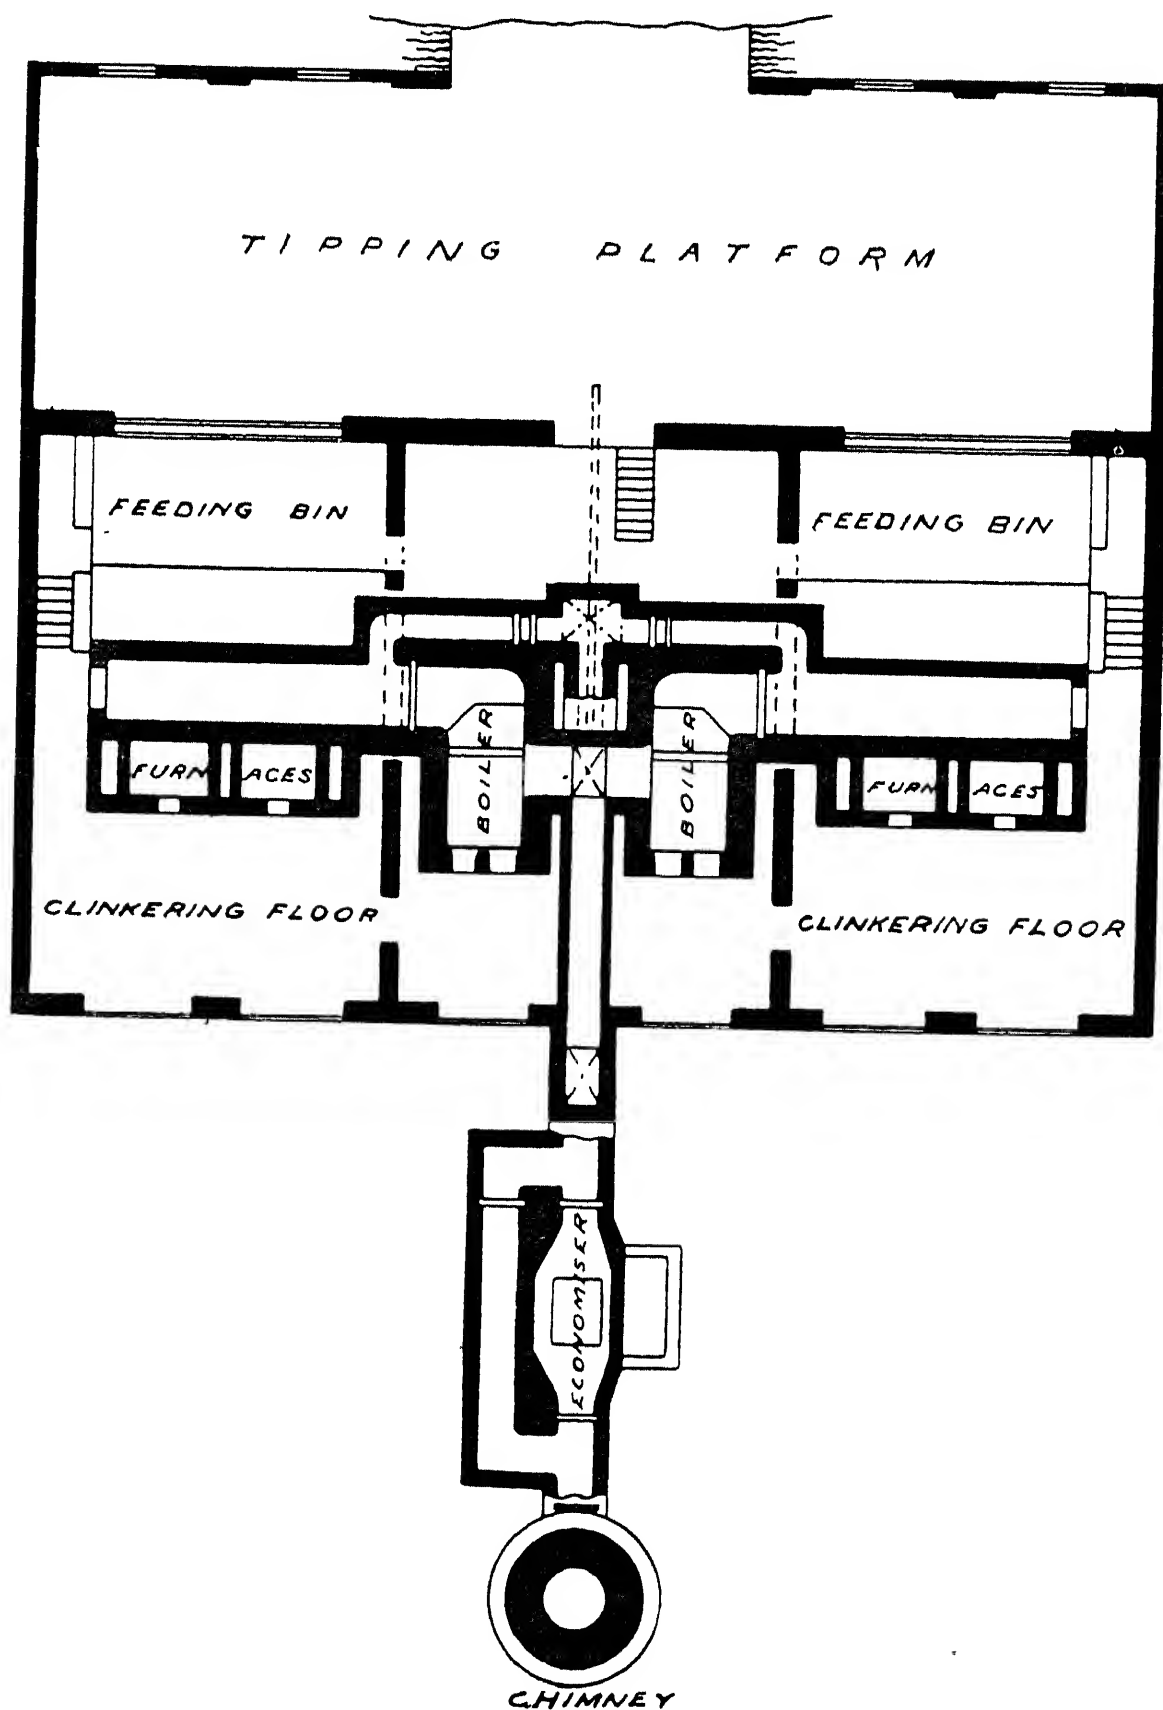 TIPPING PLATFORM
FEEDING BIN
FEEDING BIN
BOILER
BOILER
FURNACES
FURNACES
CLINKERING FLOOR
CLINKERING FLOOR
ECONOMISER
CHIMNEY